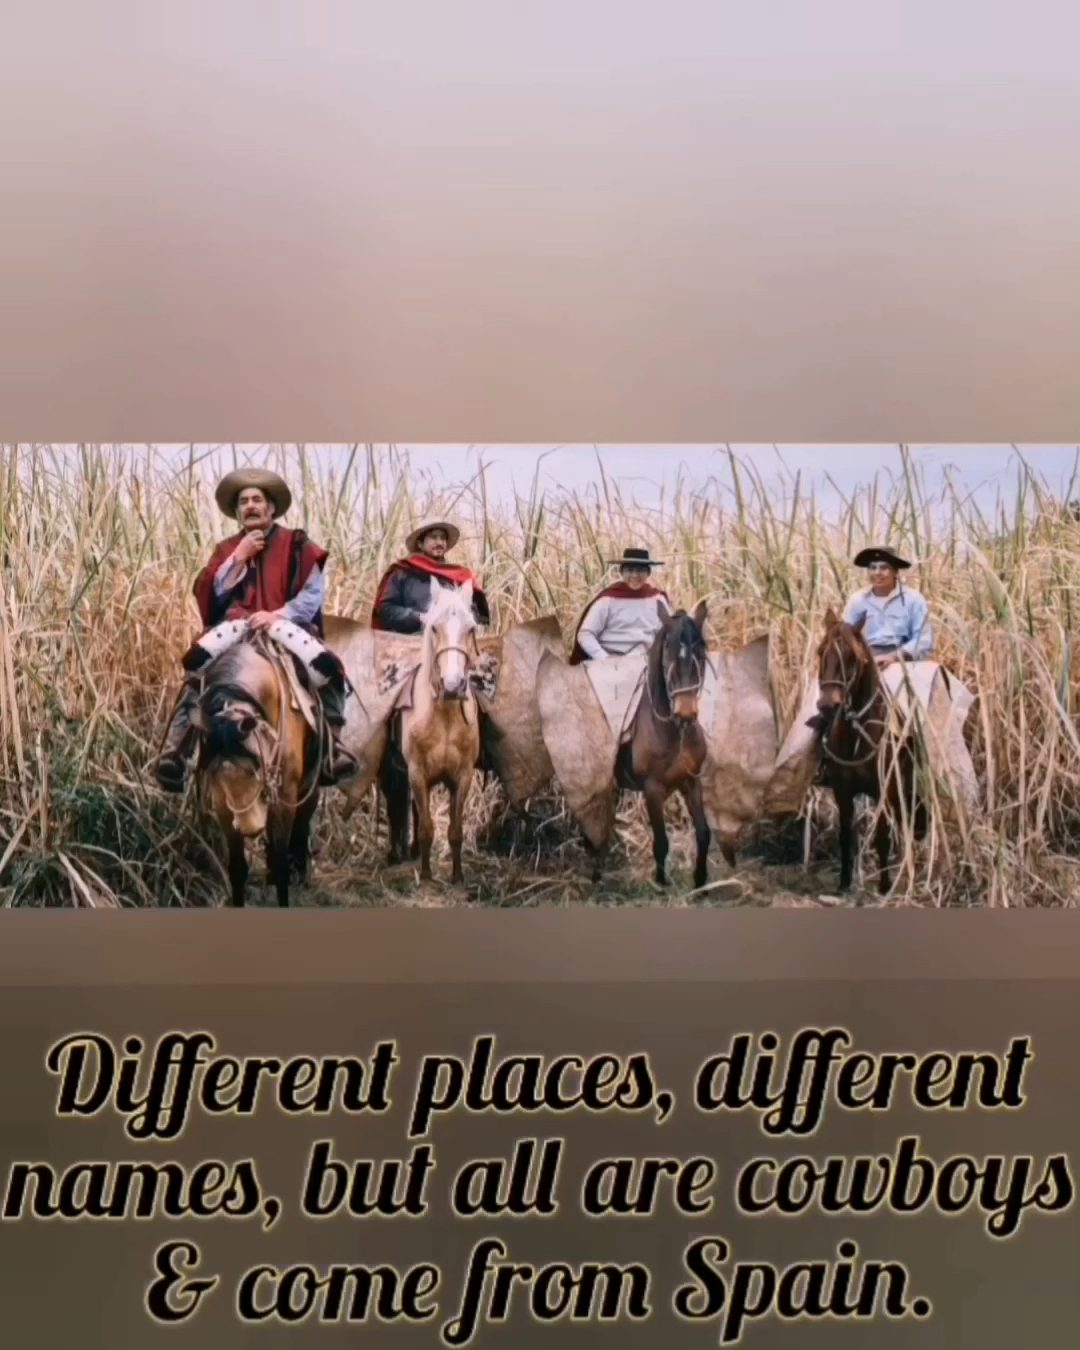 Different places, different
names, but all are cowboys
& come from Spain.